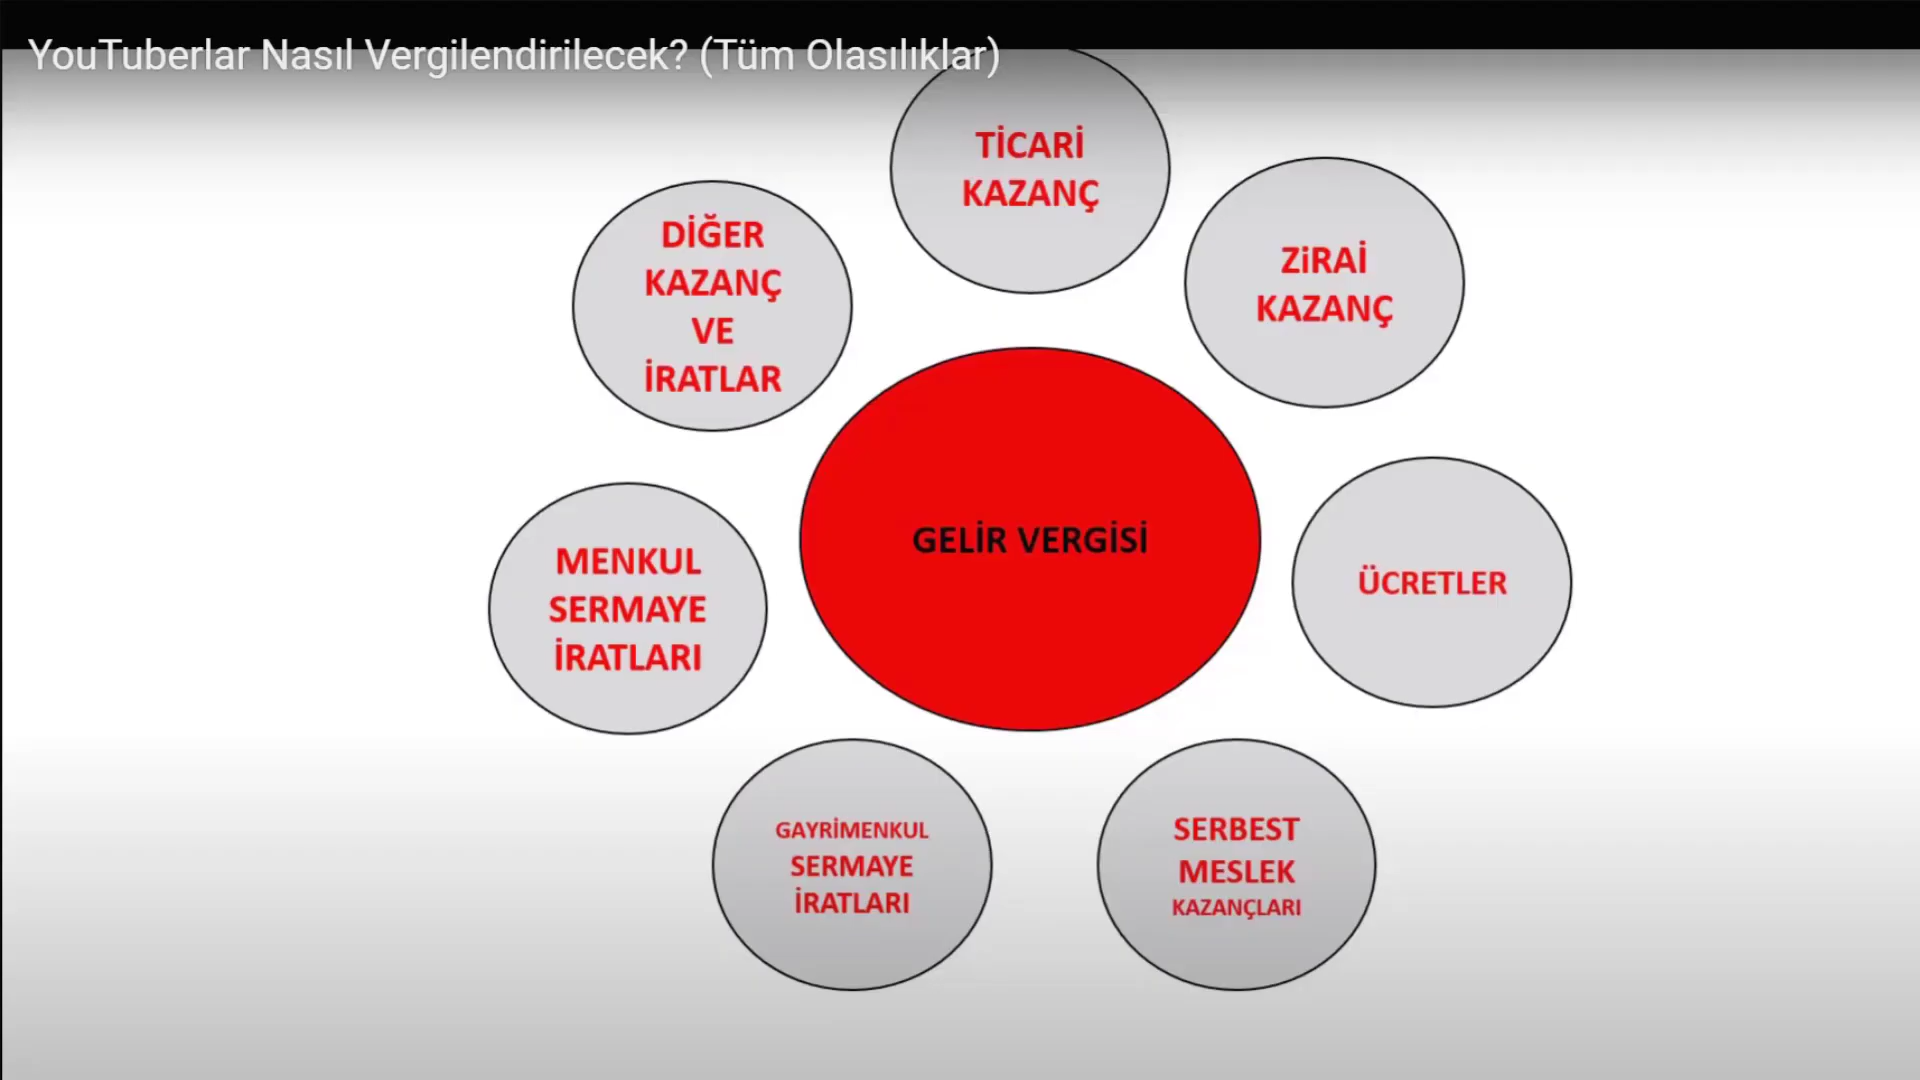 YouTuberlar Nasıl Vergilendirilecek? (Tüm Olasılıklar)
TİCARİ
KAZANÇ
ZiRAİ
KAZANÇ
ÜCRETLER
SERBEST
MESLEK
KAZANÇLARI
GAYRİMENKUL
SERMAYE
İRATLARI
MENKUL
SERMAYE
İRATLARI
DİĞER
KAZANÇ
VE
İRATLAR
GELİR VERGİSİ